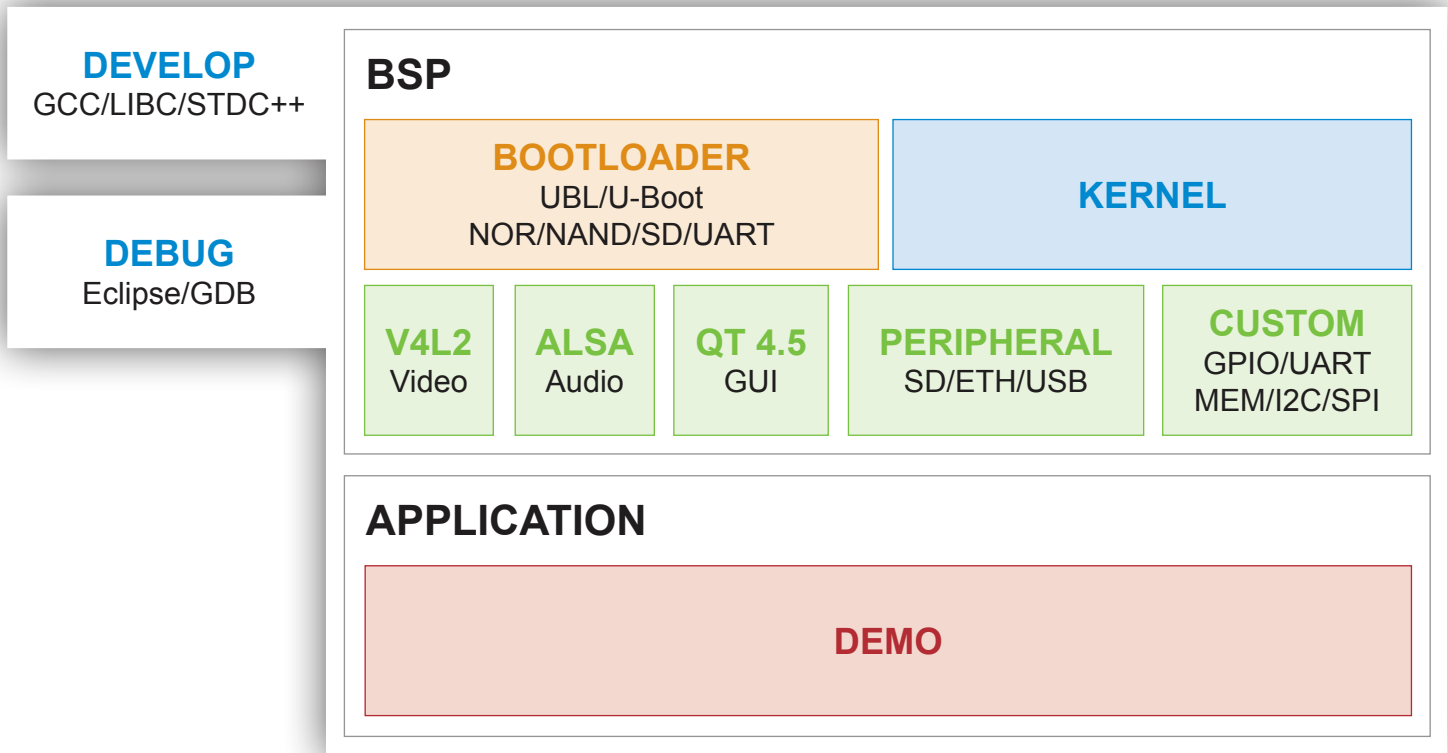 DEVELOP
GCC/LIBC/STDC++
DEBUG
Eclipse/GDB
BSP
BOOTLOADER
UBL/U-Boot
NOR/NAND/SD/UART
KERNEL
V4L2
Video
ALSA
Audio
QT 4.5
GUI
PERIPHERAL
SD/ETH/USB
CUSTOM
GPIO/UART
MEM/I2C/SPI
APPLICATION
DEMO